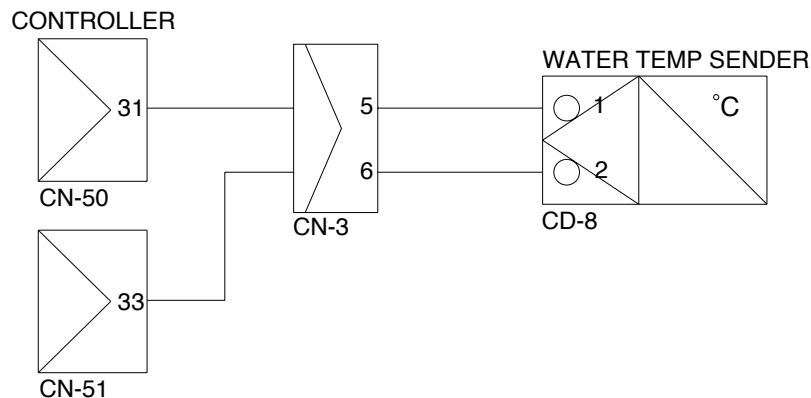 CONTROLLER
31
CN-50
33
CN-51
5
6
CN-3
WATER TEMP SENDER
1
2
°C
CD-8